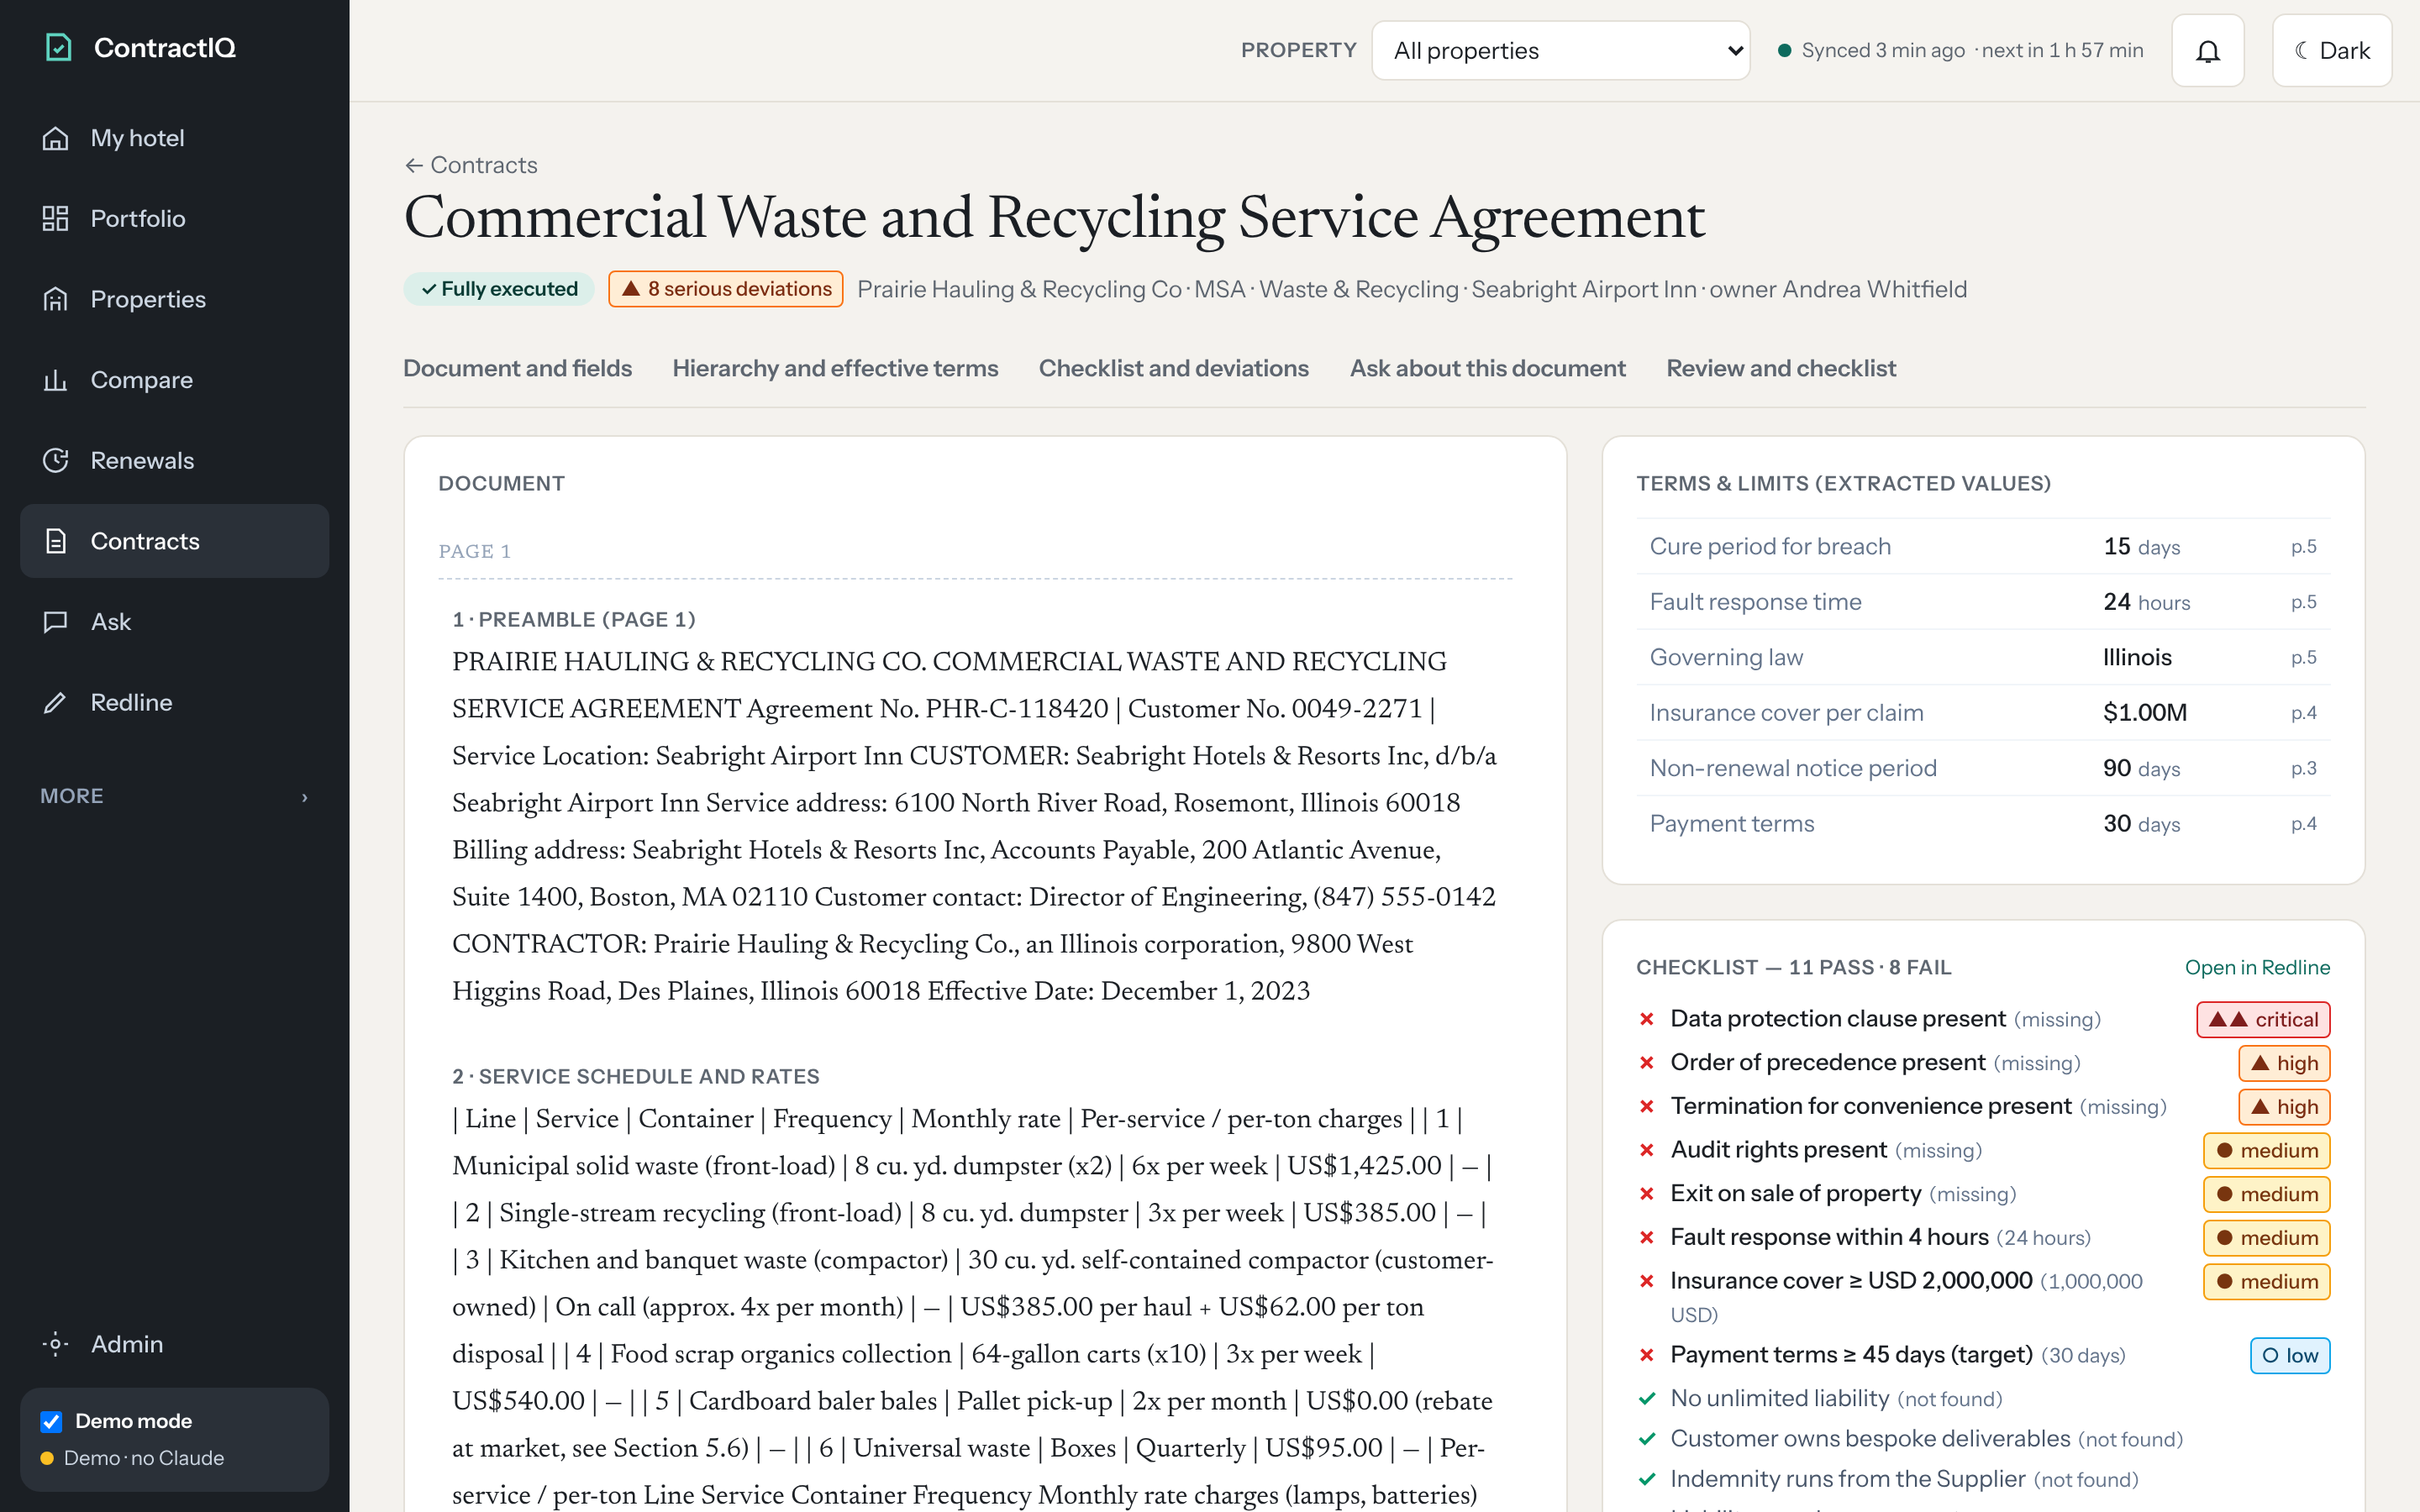 ContractIQ
My hotel
Portfolio
Properties
Compare
Renewals
Contracts
Ask
Redline
MORE ›
Admin
Demo mode
Demo · no Claude
PROPERTY All properties Synced 3 min ago · next in 1 h 57 min Dark
← Contracts
Commercial Waste and Recycling Service Agreement
✓ Fully executed ▲ 8 serious deviations Prairie Hauling & Recycling Co · MSA · Waste & Recycling · Seabright Airport Inn · owner Andrea Whitfield
Document and fields Hierarchy and effective terms Checklist and deviations Ask about this document Review and checklist
DOCUMENT
PAGE 1
1 · PREAMBLE (PAGE 1)
PRAIRIE HAULING & RECYCLING CO. COMMERCIAL WASTE AND RECYCLING
SERVICE AGREEMENT Agreement No. PHR-C-118420 | Customer No. 0049-2271 |
Service Location: Seabright Airport Inn CUSTOMER: Seabright Hotels & Resorts Inc, d/b/a
Seabright Airport Inn Service address: 6100 North River Road, Rosemont, Illinois 60018
Billing address: Seabright Hotels & Resorts Inc, Accounts Payable, 200 Atlantic Avenue,
Suite 1400, Boston, MA 02110 Customer contact: Director of Engineering, (847) 555-0142
CONTRACTOR: Prairie Hauling & Recycling Co., an Illinois corporation, 9800 West
Higgins Road, Des Plaines, Illinois 60018 Effective Date: December 1, 2023
2 · SERVICE SCHEDULE AND RATES
| Line | Service | Container | Frequency | Monthly rate | Per-service / per-ton charges | | 1 |
Municipal solid waste (front-load) | 8 cu. yd. dumpster (x2) | 6x per week | US$1,425.00 | – |
| 2 | Single-stream recycling (front-load) | 8 cu. yd. dumpster | 3x per week | US$385.00 | – |
| 3 | Kitchen and banquet waste (compactor) | 30 cu. yd. self-contained compactor (customer-
owned) | On call (approx. 4x per month) | – | US$385.00 per haul + US$62.00 per ton
disposal | | 4 | Food scrap organics collection | 64-gallon carts (x10) | 3x per week |
US$540.00 | – | | 5 | Cardboard baler bales | Pallet pick-up | 2x per month | US$0.00 (rebate
at market, see Section 5.6) | – | | 6 | Universal waste | Boxes | Quarterly | US$95.00 | – | Per-
service / per-ton Line Service Container Frequency Monthly rate charges (lamps, batteries)
TERMS & LIMITS (EXTRACTED VALUES)
Cure period for breach 15 days p.5
Fault response time 24 hours p.5
Governing law Illinois p.5
Insurance cover per claim $1.00M p.4
Non-renewal notice period 90 days p.3
Payment terms 30 days p.4
CHECKLIST — 11 PASS · 8 FAIL Open in Redline
× Data protection clause present (missing) ▲▲ critical
× Order of precedence present (missing) ▲ high
× Termination for convenience present (missing) ▲ high
× Audit rights present (missing) ● medium
× Exit on sale of property (missing) ● medium
× Fault response within 4 hours (24 hours) ● medium
× Insurance cover ≥ USD 2,000,000 (1,000,000 ● medium
USD)
× Payment terms ≥ 45 days (target) (30 days) ○ low
✓ No unlimited liability (not found)
✓ Customer owns bespoke deliverables (not found)
✓ Indemnity runs from the Supplier (not found)